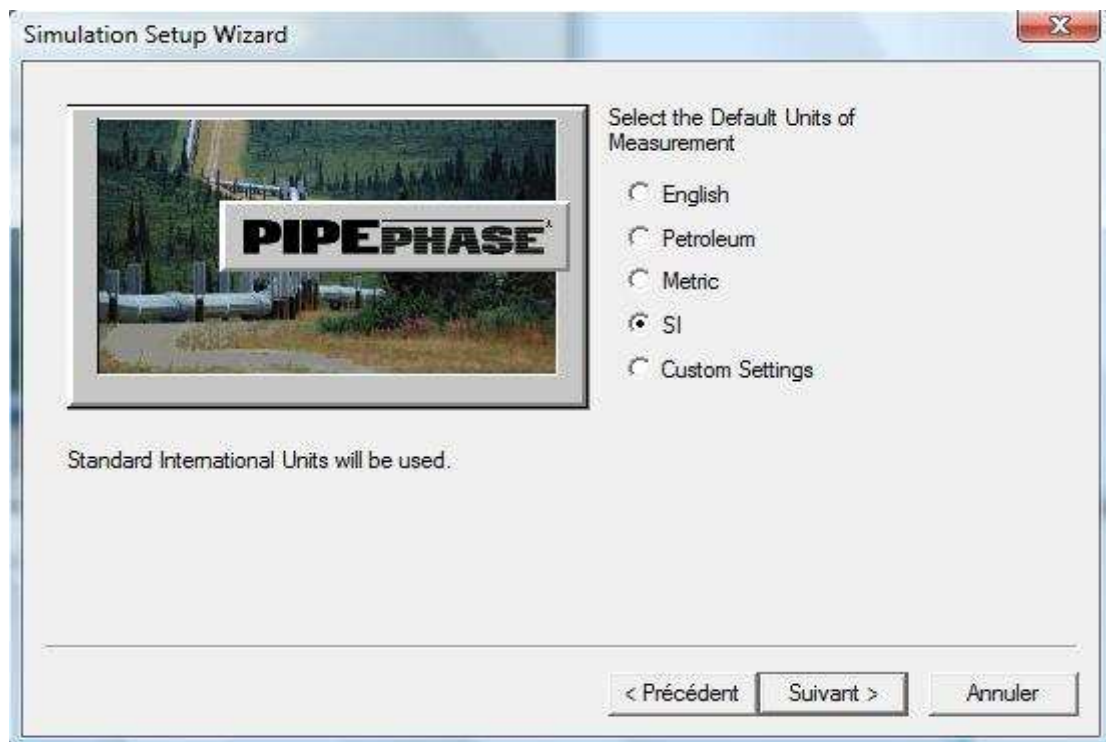 Simulation Setup Wizard
PIPEPHASE
Select the Default Units of
Measurement
English
Petroleum
Metric
SI
Custom Settings
Standard International Units will be used.
< Précédent
Suivant >
Annuler